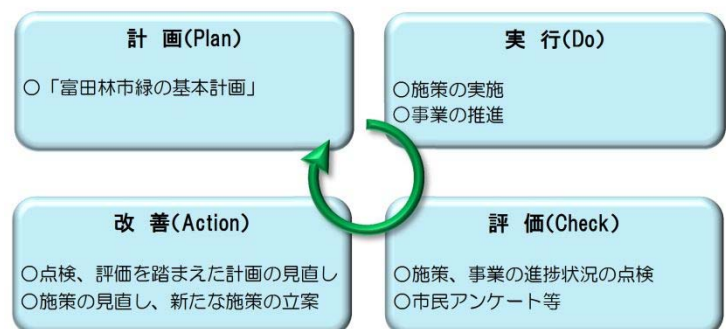 計 画(Plan)
○「富田林市緑の基本計画」
実 行(Do)
○施策の実施
○事業の推進
改 善(Action)
○点検、評価を踏まえた計画の見直し
○施策の見直し、新たな施策の立案
評 価(Check)
○施策、事業の進捗状況の点検
○市民アンケート等